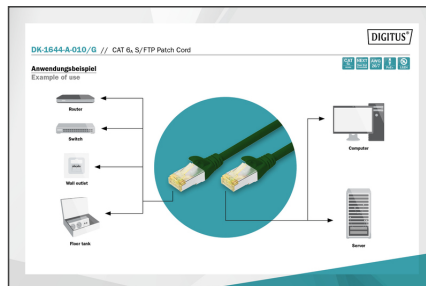 DIGITUS®
DK-1644-A-010/G // CAT 6A S/FTP Patch Cord
Anwendungsbeispiel
Example of use
Router
Switch
Wall outlet
Floor tank
Computer
Server